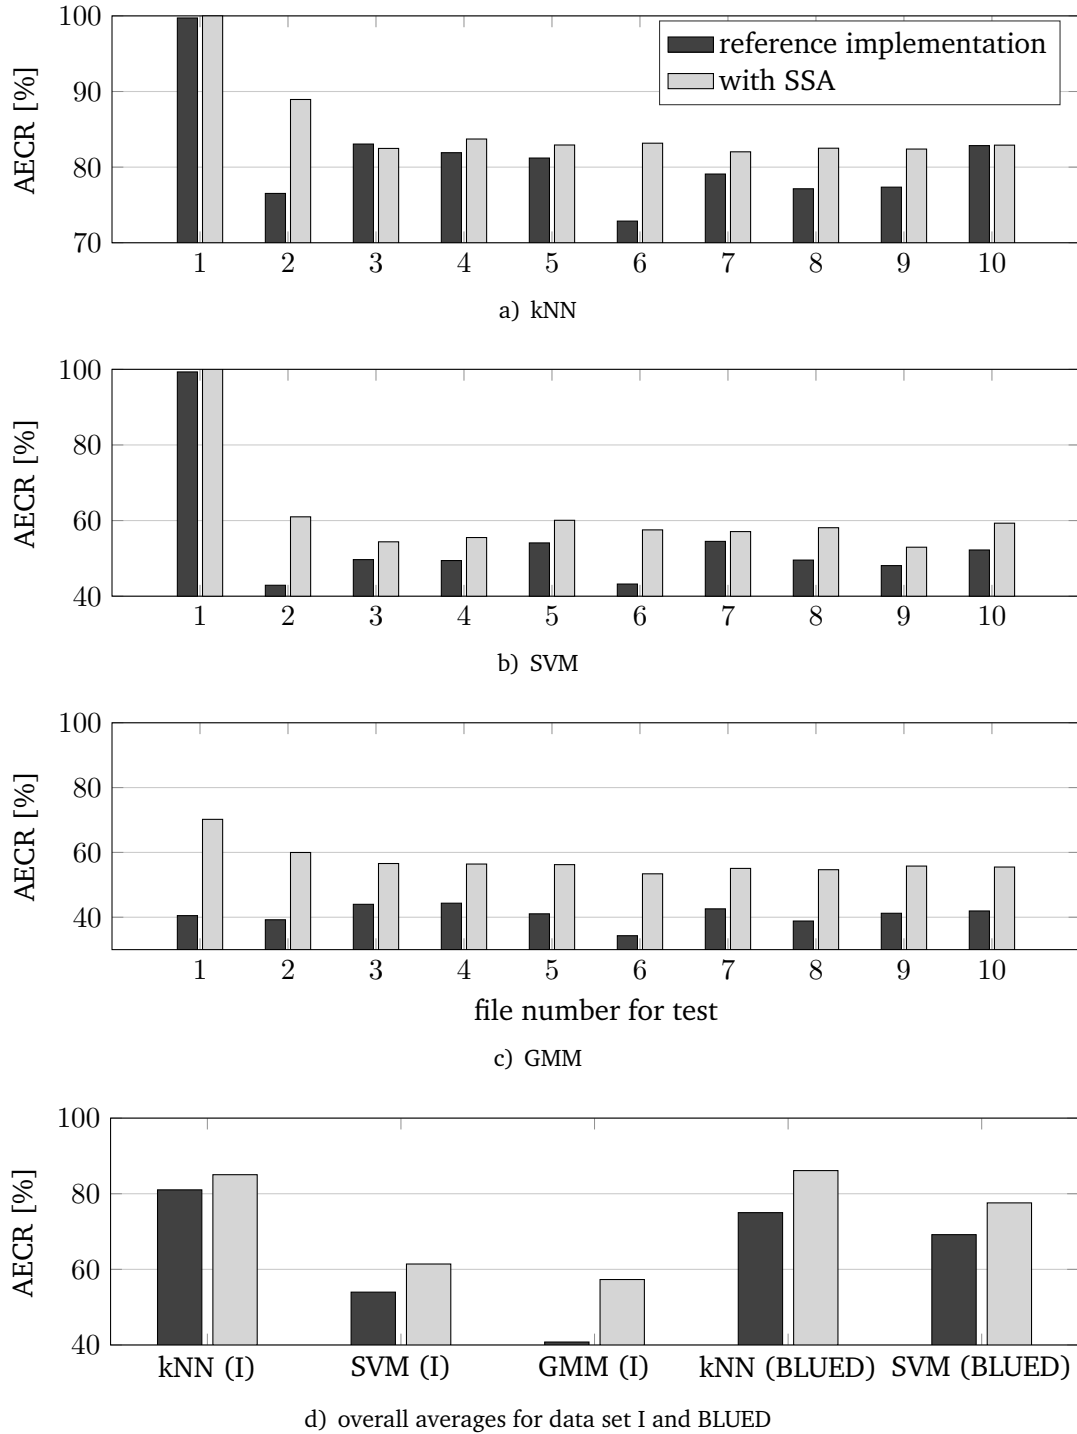 100
90
80
70
AECR [%]
reference implementation
with SSA
1 2 3 4 5 6 7 8 9 10
a) kNN
100
80
60
40
AECR [%]
1 2 3 4 5 6 7 8 9 10
b) SVM
100
80
60
40
AECR [%]
1 2 3 4 5 6 7 8 9 10
file number for test
c) GMM
100
80
60
40
AECR [%]
kNN (I) SVM (I) GMM (I) kNN (BLUED) SVM (BLUED)
d) overall averages for data set I and BLUED